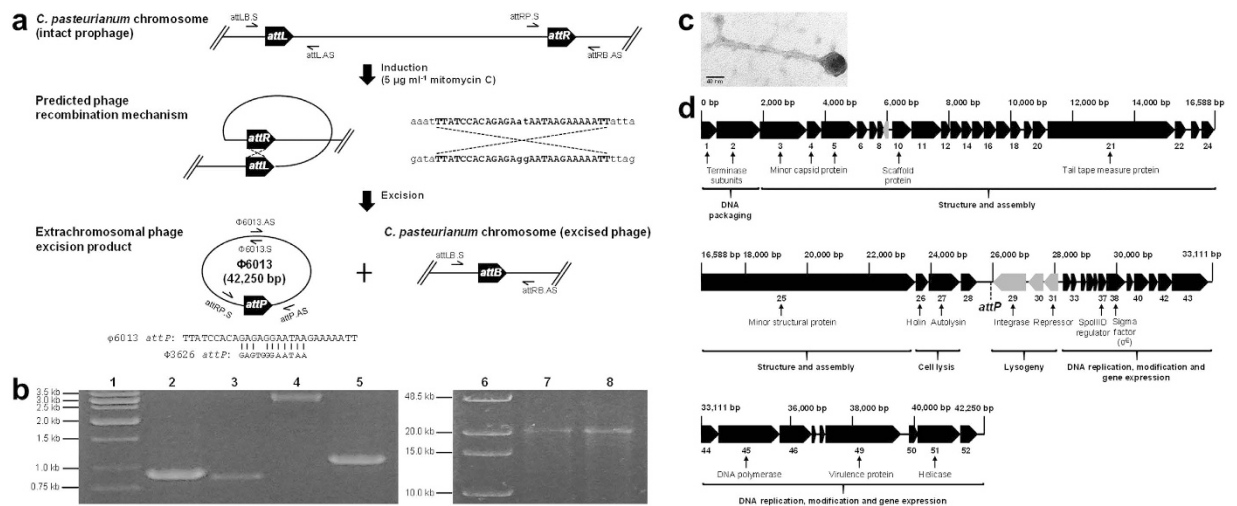 a
C. pasteurianum chromosome
(intact prophage)
attLB.S
attL
attL.AS
attRP.S
attR
attRB.AS
Induction
(5 µg ml-1 mitomycin C)
Predicted phage
recombination mechanism
attR
attL
aaatTTATCCACAGAGAatAATAAGAAAAATTatta
gataTTATCCACAGAGAggAATAAGAAAAATTttag
Excision
Extrachromosomal phage
excision product
Φ6013.AS
Φ6013.S
Φ6013
(42,250 bp)
attRP.S
attP
attP.AS
+
C. pasteurianum chromosome (excised phage)
attLB.S
attB
attRB.AS
φ6013 attP: TTATCCACAGAGAGGAATAAGAAAAATT
Φ3626 attP: GAGTGGGAATAA
b
1 2 3 4 5
3.5 kb
3.0 kb
2.5 kb
2.0 kb
1.5 kb
1.0 kb
0.75 kb
6 7 8
48.5 kb
20.0 kb
15.0 kb
10.0 kb
c
40 nm
d
0 bp 2,000 bp 4,000 bp 6,000 bp 8,000 bp 10,000 bp 12,000 bp 14,000 bp 16,588 bp
1 2 3 4 5 6 8 10 11 12 14 16 18 20 21 22 24
Terminase
subunits
Minor capsid protein
Scaffold
protein
Tail tape measure protein
DNA
packaging
Structure and assembly
16,588 bp 18,000 bp 20,000 bp 22,000 bp 24,000 bp 26,000 bp 28,000 bp 30,000 bp 33,111 bp
attP
25 26 27 28 29 30 31 33 37 38 40 42 43
Minor structural protein
Holin
Autolysin
Integrase
Repressor
SpoIIID
regulator
Sigma
factor
(σE)
Structure and assembly
Cell lysis
Lysogeny
DNA replication, modification and
gene expression
33,111 bp 36,000 bp 38,000 bp 40,000 bp 42,250 bp
44 45 46 49 50 51 52
DNA polymerase
Virulence protein
Helicase
DNA replication, modification and gene expression